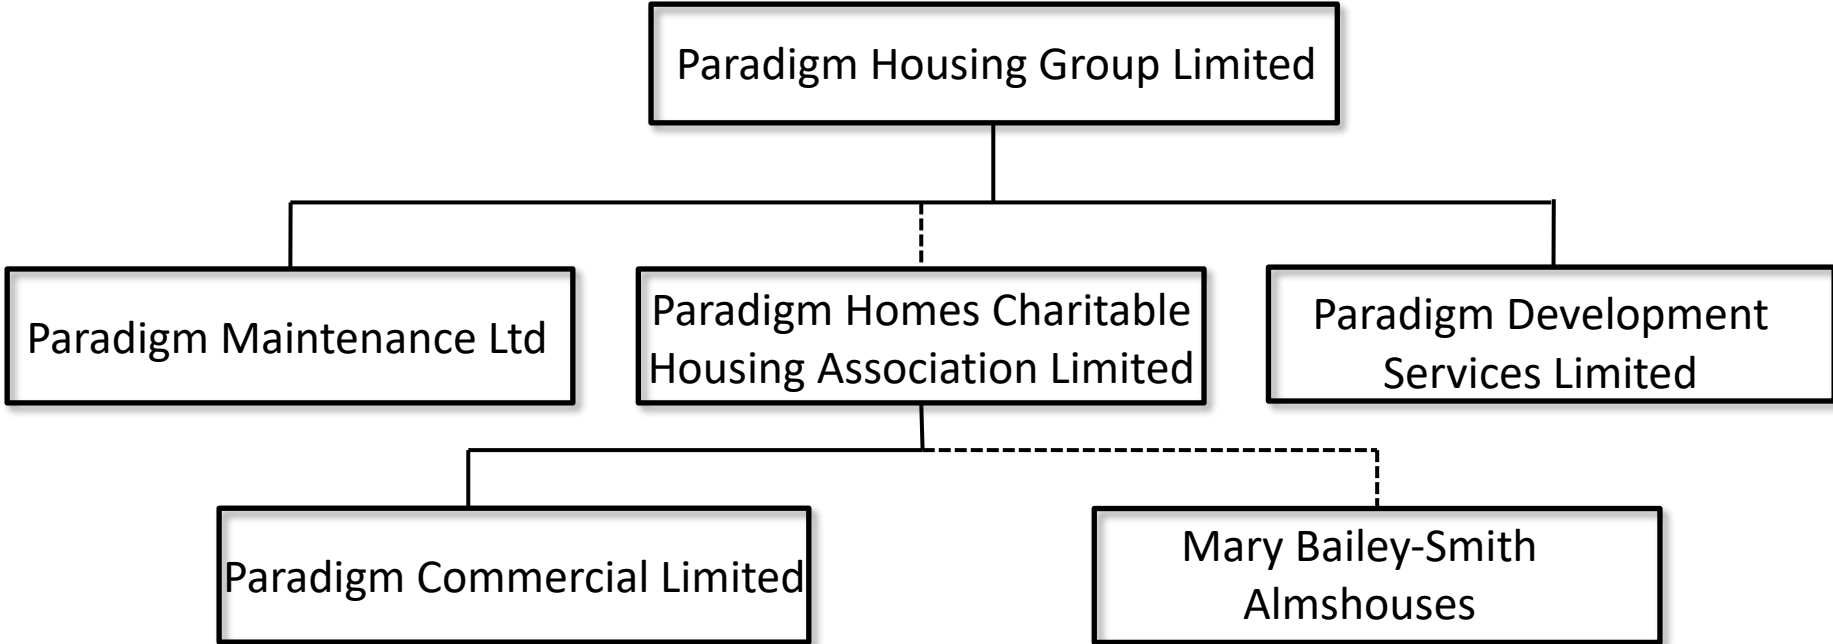 Paradigm Housing Group Limited
Paradigm Maintenance Ltd
Paradigm Homes Charitable
Housing Association Limited
Paradigm Development
Services Limited
Paradigm Commercial Limited
Mary Bailey-Smith
Almshouses